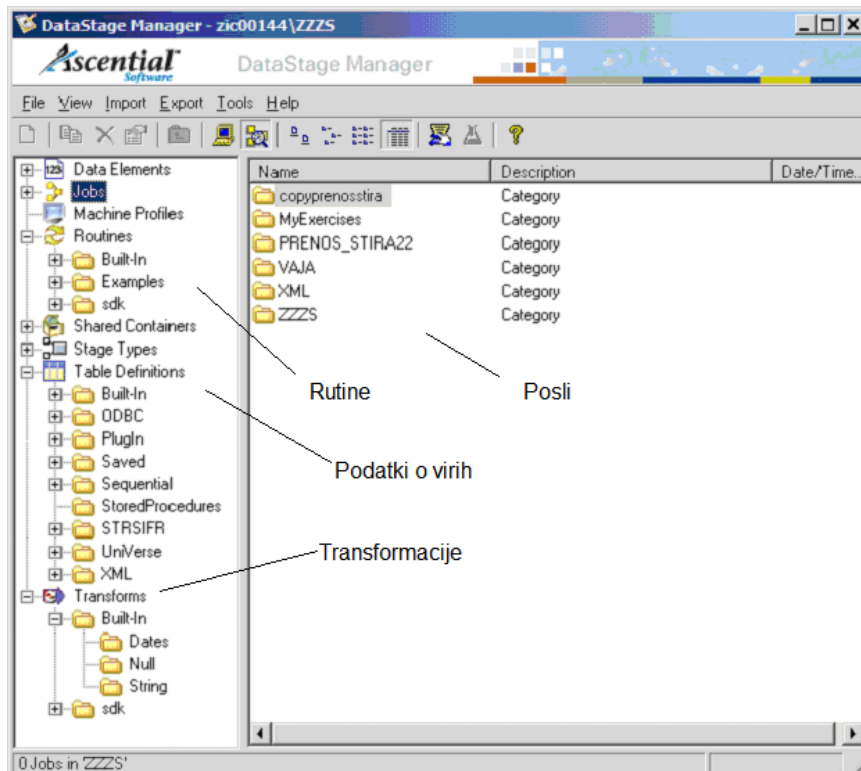 DataStage Manager - zic00144\ZZZS
Ascential Software
DataStage Manager
File View Import Export Tools Help
Name Description Date/Time...
Data Elements
Jobs
Machine Profiles
Routines
Built-In
Examples
sdk
Shared Containers
Stage Types
Table Definitions
Built-In
ODBC
PlugIn
Saved
Sequential
StoredProcedures
STRSIFR
UniVerse
XML
Transforms
Built-In
Dates
Null
String
sdk
copyprenosstira Category
MyExercises Category
PRENOS_STIRA22 Category
VAJA Category
XML Category
ZZZS Category
Rutine
Posli
Podatki o virih
Transformacije
0 Jobs in 'ZZZS'